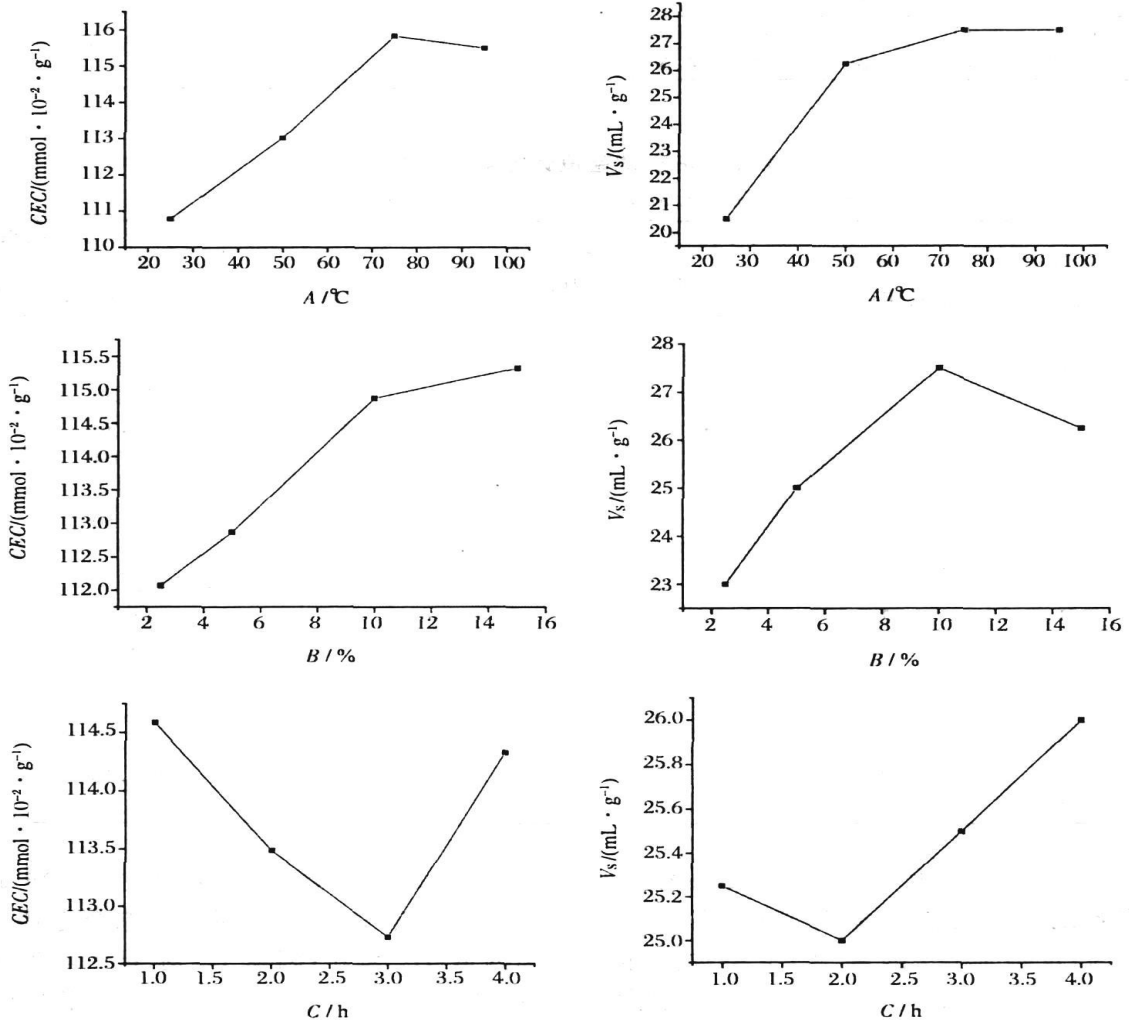 CEC/(mmol · 10⁻² · g⁻¹)
116
115
114
113
112
111
110
20 30 40 50 60 70 80 90 100
A /℃
Vs/(mL · g⁻¹)
28
27
26
25
24
23
22
21
20
20 30 40 50 60 70 80 90 100
A /℃
CEC/(mmol · 10⁻² · g⁻¹)
115.5
115.0
114.5
114.0
113.5
113.0
112.5
112.0
2 4 6 8 10 12 14 16
B / %
Vs/(mL · g⁻¹)
28
27
26
25
24
23
2 4 6 8 10 12 14 16
B / %
CEC/(mmol · 10⁻² · g⁻¹)
114.5
114.0
113.5
113.0
112.5
1.0 1.5 2.0 2.5 3.0 3.5 4.0
C / h
Vs/(mL · g⁻¹)
26.0
25.8
25.6
25.4
25.2
25.0
1.0 1.5 2.0 2.5 3.0 3.5 4.0
C / h